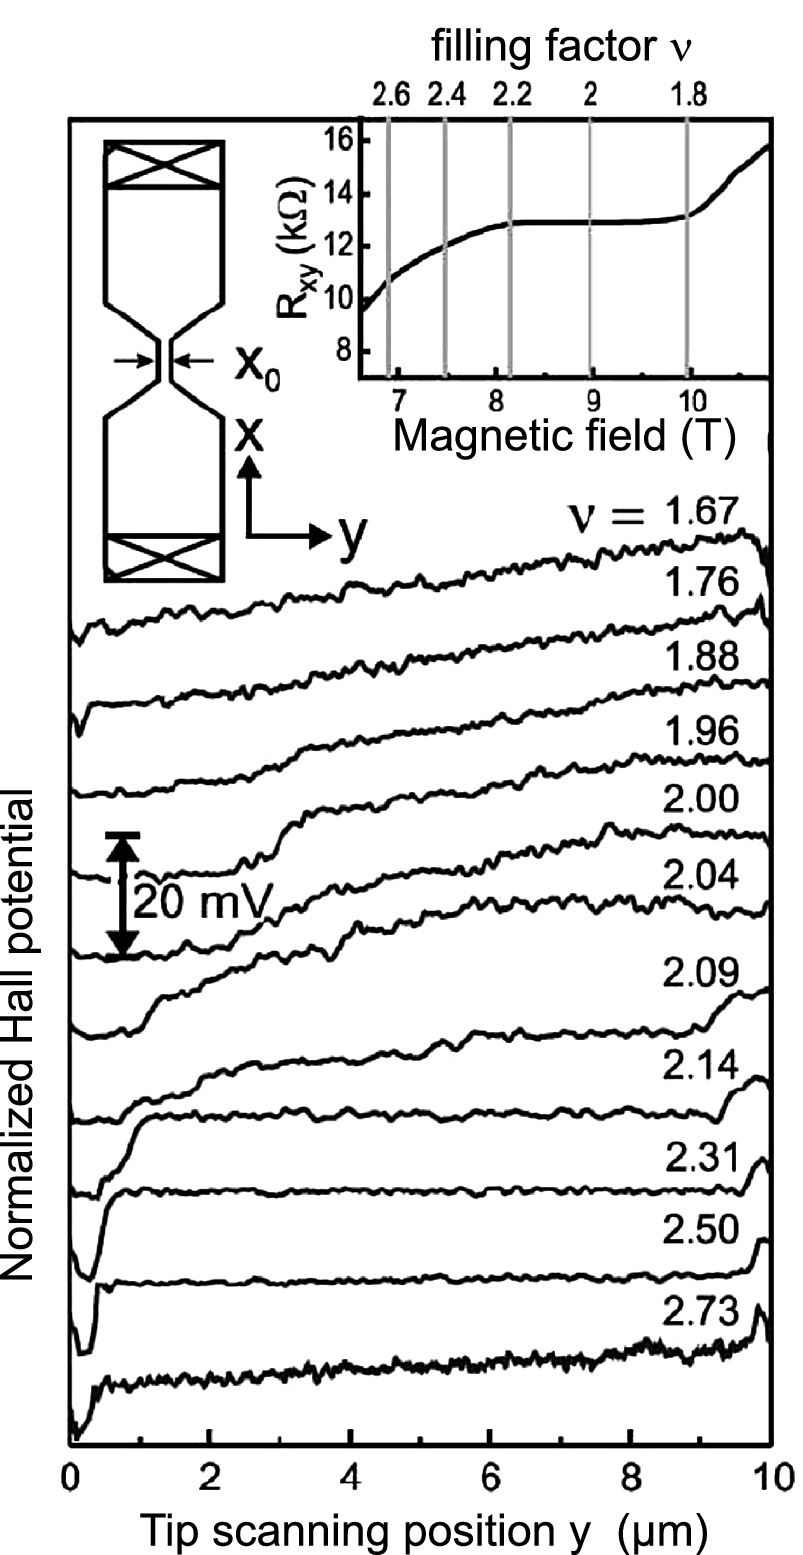 filling factor ν
2.6 2.4 2.2 2 1.8
16
14
12
10
8
Rxy (kΩ)
7 8 9 10
Magnetic field (T)
x0
x
y
ν = 1.67
1.76
1.88
1.96
2.00
2.04
20 mV
2.09
2.14
2.31
2.50
2.73
Normalized Hall potential
0 2 4 6 8 10
Tip scanning position y (μm)